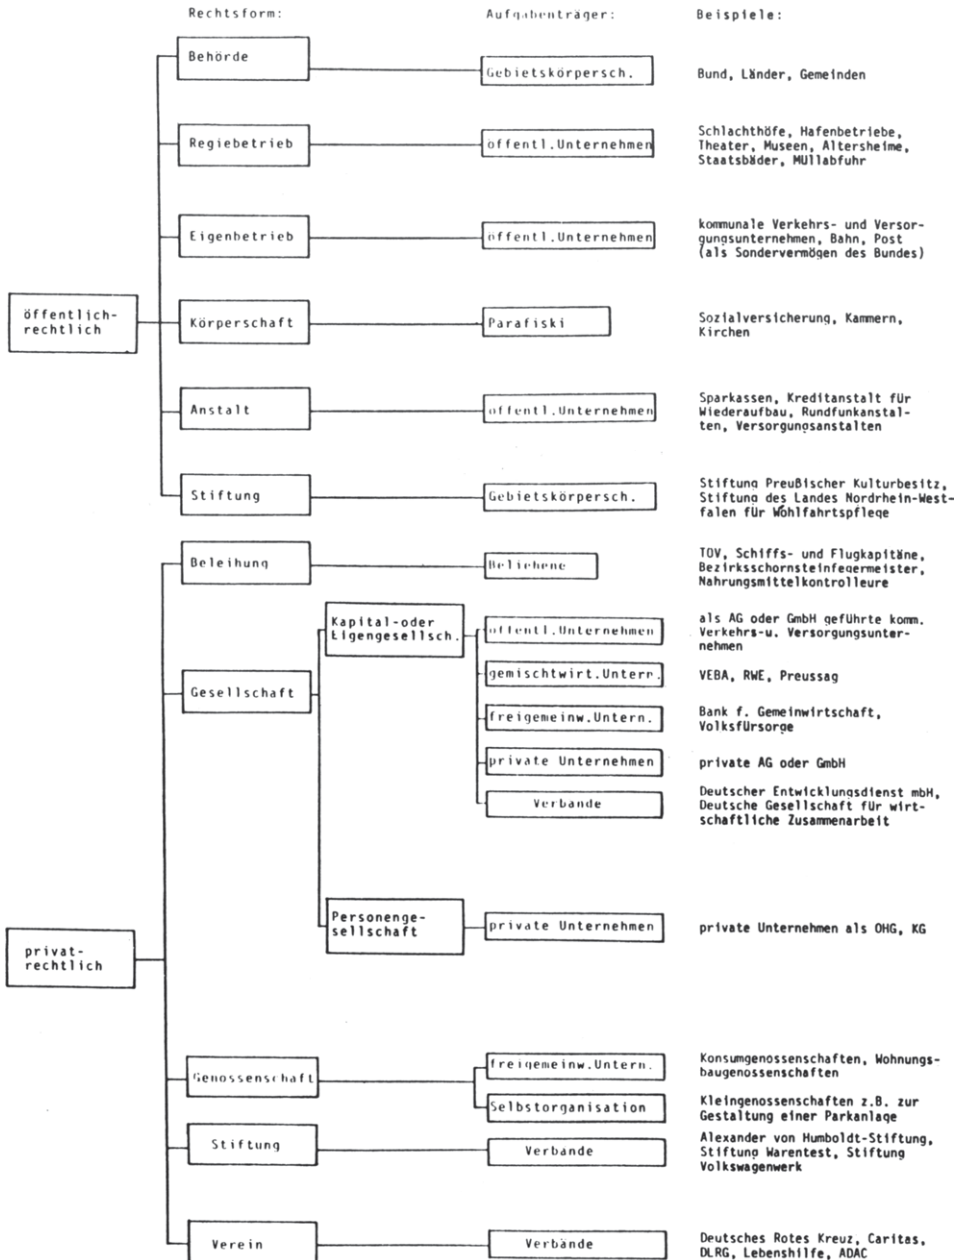 Rechtsform:
Aufgabenträger:
Beispiele:
öffentlich-
rechtlich
Behörde
Gebietskörpersch.
Bund, Länder, Gemeinden
Regiebetrieb
öffentl.Unternehmen
Schlachthöfe, Hafenbetriebe,
Theater, Museen, Altersheime,
Staatsbäder, Müllabfuhr
Eigenbetrieb
öffentl.Unternehmen
kommunale Verkehrs- und Versor-
gungsunternehmen, Bahn, Post
(als Sondervermögen des Bundes)
Körperschaft
Parafiski
Sozialversicherung, Kammern,
Kirchen
Anstalt
öffentl.Unternehmen
Sparkassen, Kreditanstalt für
Wiederaufbau, Rundfunkanstal-
ten, Versorgungsanstalten
Stiftung
Gebietskörpersch.
Stiftung Preußischer Kulturbesitz,
Stiftung des Landes Nordrhein-West-
falen für Wohlfahrtspflege
privat-
rechtlich
Beleihung
Beliehene
TÜV, Schiffs- und Flugkapitäne,
Bezirksschornsteinfegermeister,
Nahrungsmittelkontrolleure
Gesellschaft
Kapital-oder
Eigengesellsch.
öffentl.Unternehmen
als AG oder GmbH geführte komm.
Verkehrs-u. Versorgungsunter-
nehmen
gemischtwirt.Untern.
VEBA, RWE, Preussag
freigemeinw.Untern.
Bank f. Gemeinwirtschaft,
Volksfürsorge
private Unternehmen
private AG oder GmbH
Verbände
Deutscher Entwicklungsdienst mbH,
Deutsche Gesellschaft für wirt-
schaftliche Zusammenarbeit
Personenge-
sellschaft
private Unternehmen
private Unternehmen als OHG, KG
Genossenschaft
freigemeinw.Untern.
Konsumgenossenschaften, Wohnungs-
baugenossenschaften
Selbstorganisation
Kleingenossenschaften z.B. zur
Gestaltung einer Parkanlage
Stiftung
Verbände
Alexander von Humboldt-Stiftung,
Stiftung Warentest, Stiftung
Volkswagenwerk
Verein
Verbände
Deutsches Rotes Kreuz, Caritas,
DLRG, Lebenshilfe, ADAC